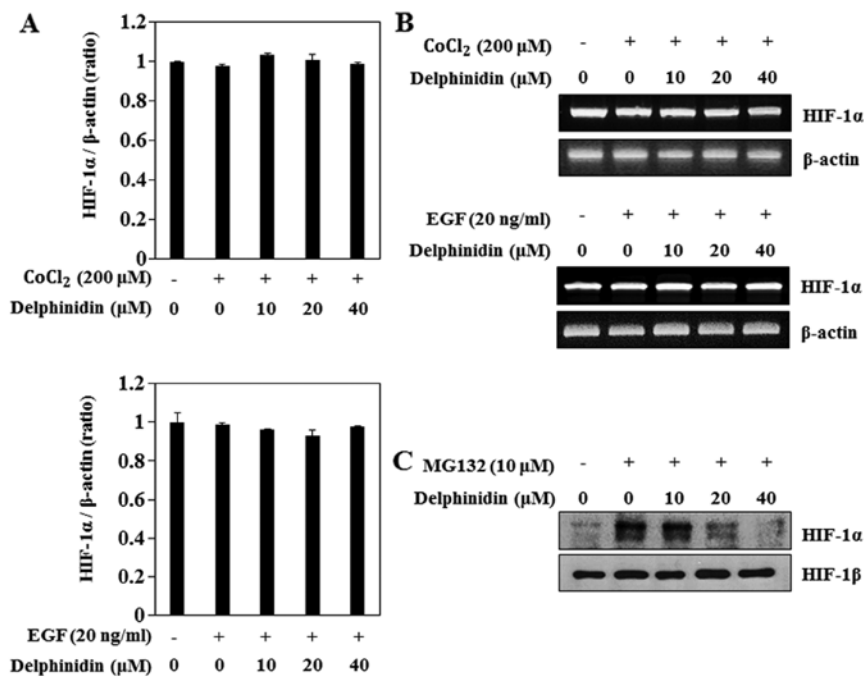 A
HIF-1α / β-actin (ratio)
1.2
1
0.8
0.6
0.4
0.2
0
CoCl2 (200 μM) - + + + +
Delphinidin (μM) 0 0 10 20 40
HIF-1α / β-actin (ratio)
1.2
1
0.8
0.6
0.4
0.2
0
EGF (20 ng/ml) - + + + +
Delphinidin (μM) 0 0 10 20 40
B
CoCl2 (200 μM) - + + + +
Delphinidin (μM) 0 0 10 20 40
HIF-1α
β-actin
EGF (20 ng/ml) - + + + +
Delphinidin (μM) 0 0 10 20 40
HIF-1α
β-actin
C
MG132 (10 μM) - + + + +
Delphinidin (μM) 0 0 10 20 40
HIF-1α
HIF-1β